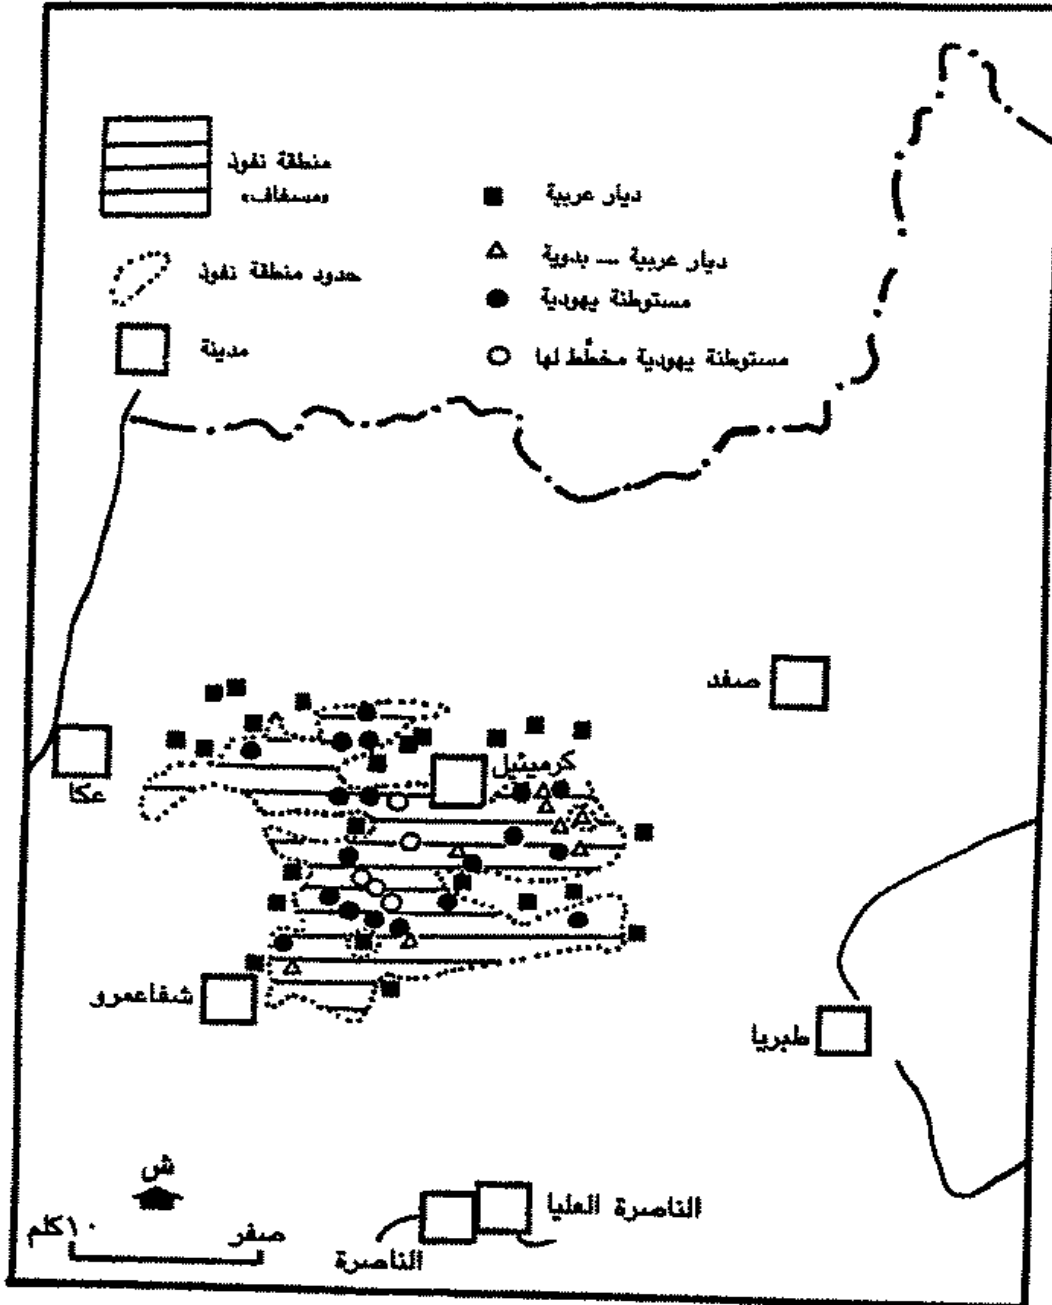 منطقة نفوذ
«مسغاف»
حدود منطقة نفوذ
مدينة
ديار عربية
ديار عربية — بدوية
مستوطنة يهودية
مستوطنة يهودية مخطّط لها
صفد
كرميئيل
عكا
شفاعمرو
طبريا
الناصرة العليا
الناصرة
ش
صفر
١٠كلم